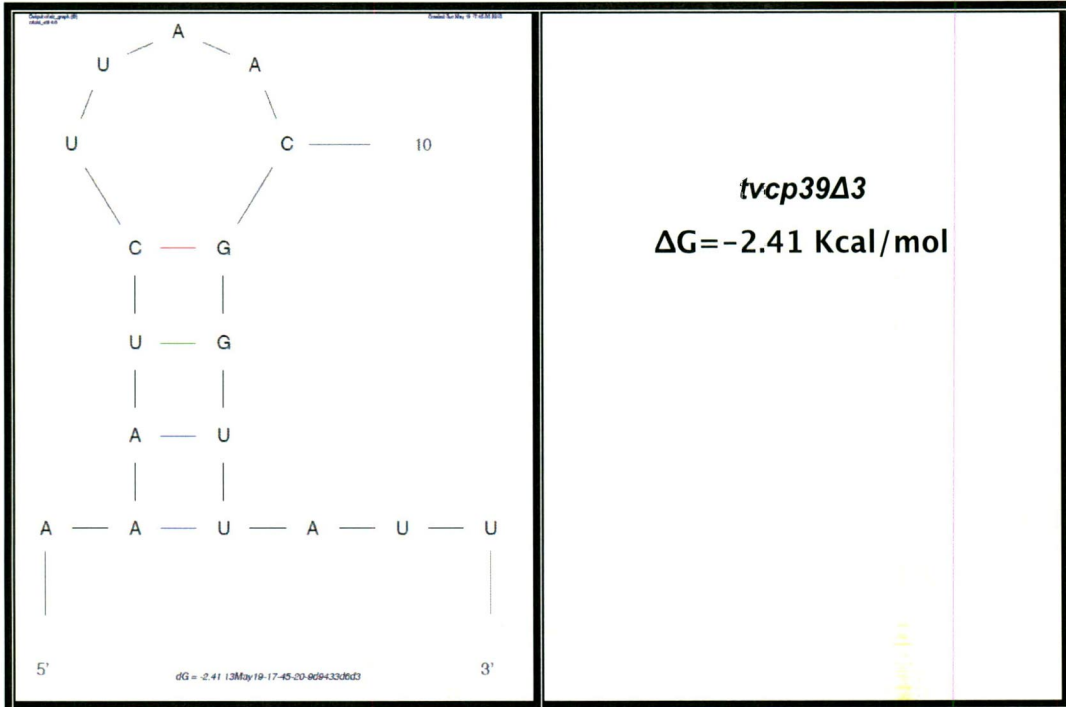 A
U A
U C 10
C G
U G
A U
A A U A U U
5' 3'
dG = -2.41 13May19-17-45-20-9d9433d6d3
tvcp39Δ3
ΔG=-2.41 Kcal/mol